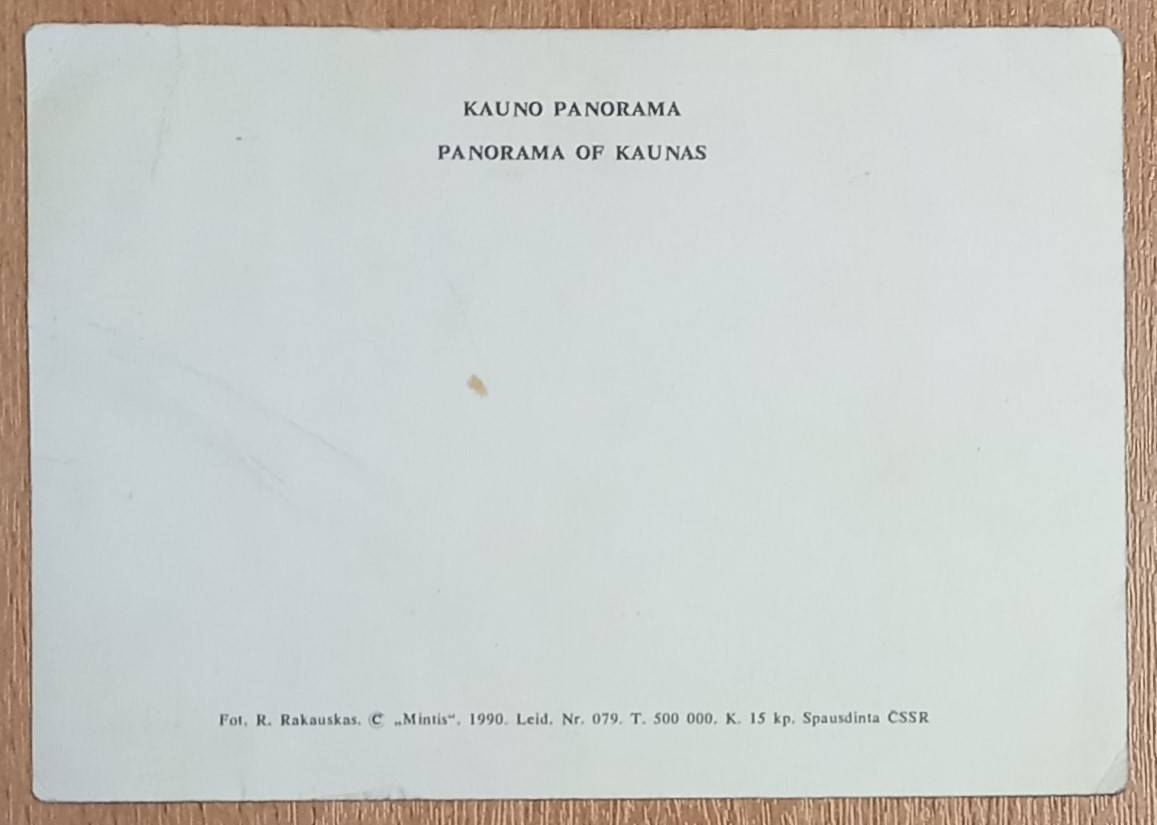 KAUNO PANORAMA
PANORAMA OF KAUNAS
Fot. R. Rakauskas. © „Mintis“. 1990. Leid. Nr. 079. T. 500 000. K. 15 kp. Spausdinta ČSSR